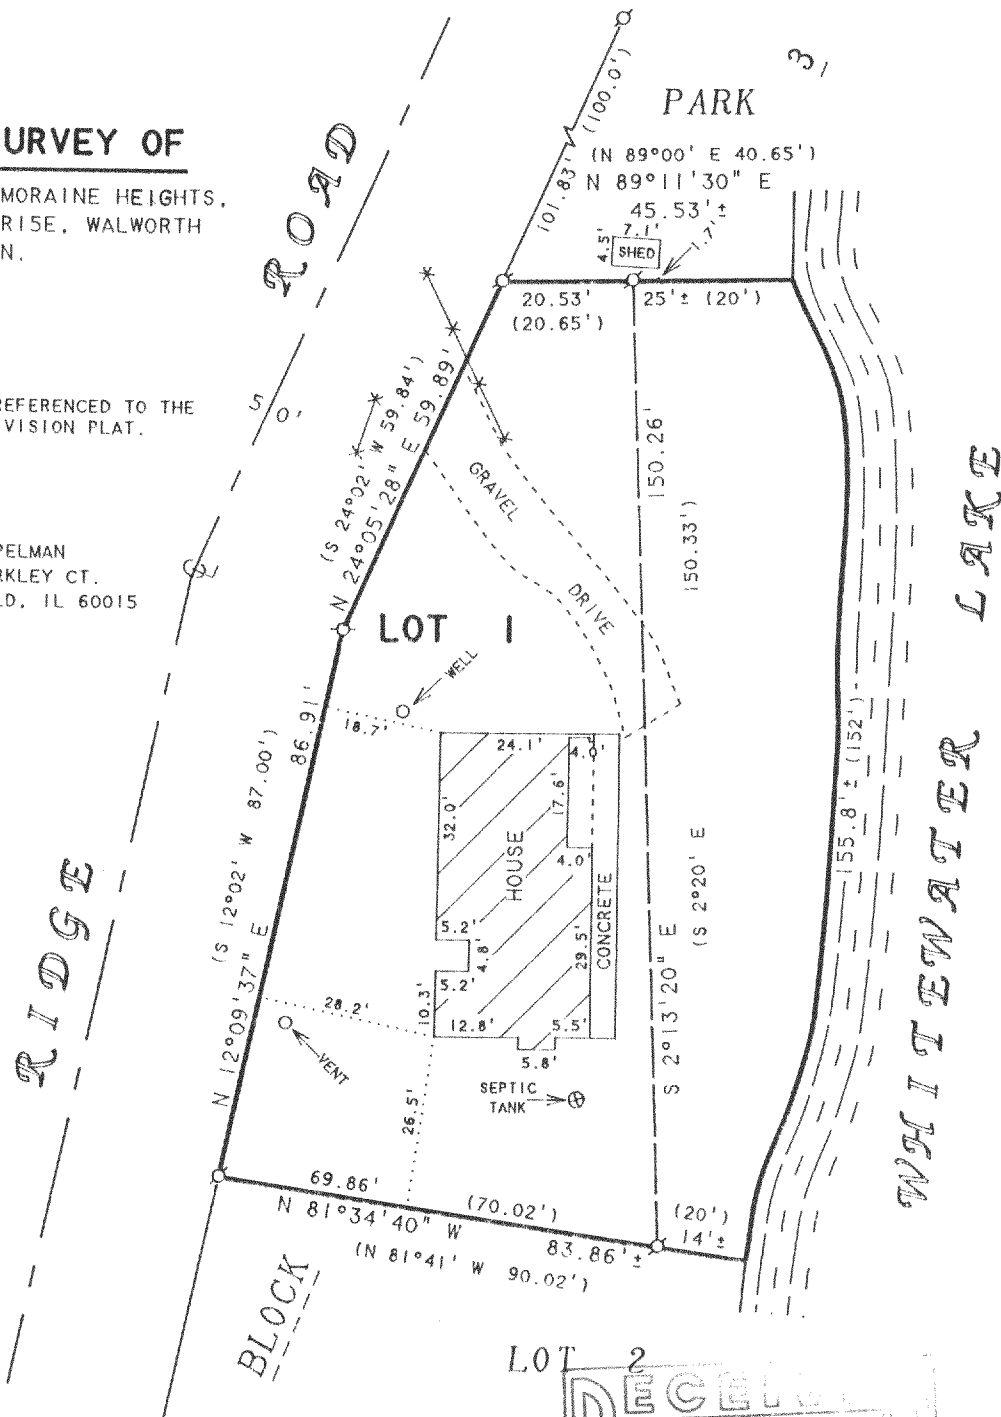 URVEY OF
MORAINE HEIGHTS,
RISE, WALWORTH
N.
REFERENCED TO THE
VISION PLAT.
PELMAN
RKLEY CT.
LD, IL 60015
RIDGE ROAD
50'
101.83'
(100.0')
PARK
31
(N 89°00' E 40.65')
N 89°11'30" E
45.53'±
7.1'
4.5'
SHED
1.7'
20.53'
(20.65')
25'± (20')
(S 24°02' W 59.84')
N 24°05'28" E 59.89'
GRAVEL
DRIVE
150.26'
150.33')
LOT 1
WELL
18.7'
86.91'
(S 12°02' W 87.00')
N 12°09'37" E
24.1'
4.0'
32.0'
17.6'
HOUSE
4.0'
CONCRETE
5.2'
4.8'
5.2'
29.5'
10.3'
12.8'
5.5'
5.8'
28.2'
VENT
SEPTIC
TANK
26.5'
S 2°13'20" E
(S 2°20' E
155.8'± (152')
WHITEWATER LAKE
69.86'
(70.02')
N 81°34'40" W
83.86'±
(N 81°41' W 90.02')
(20')
14'±
BLOCK
LOT 2